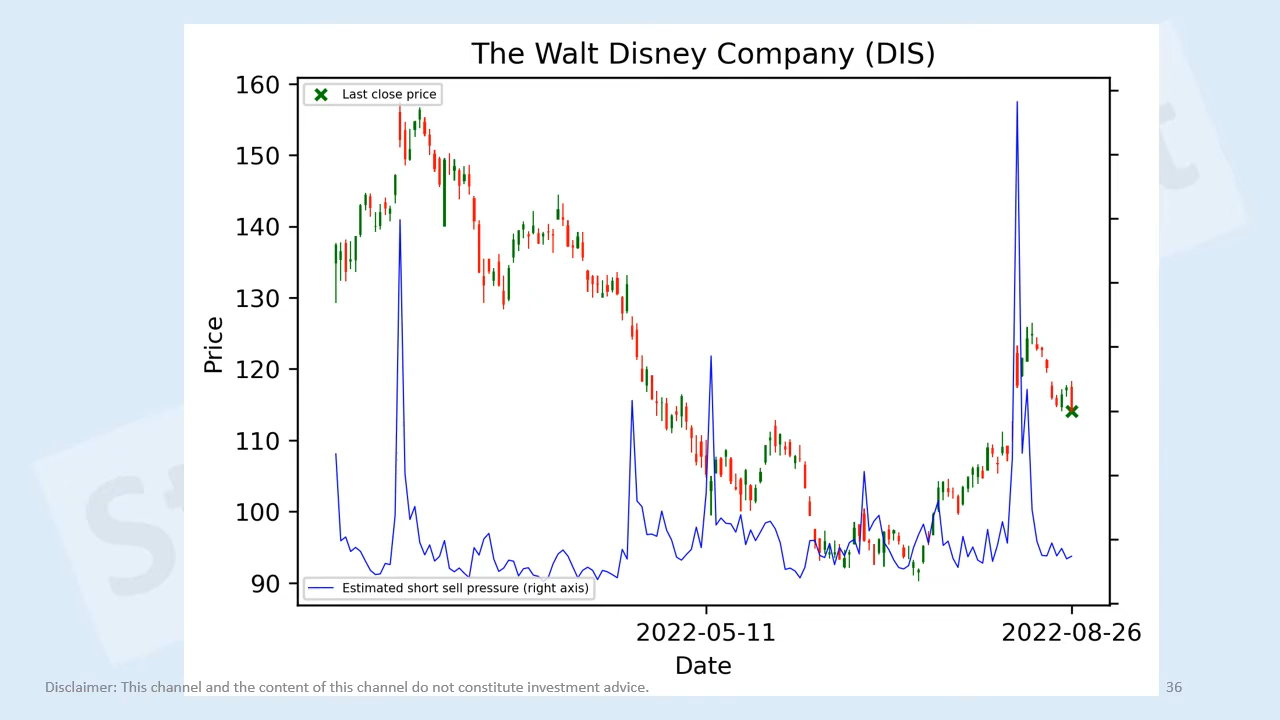 The Walt Disney Company (DIS)
160
150
140
130
120
110
100
90
Price
Last close price
Estimated short sell pressure (right axis)
2022-05-11
2022-08-26
Date
Disclaimer: This channel and the content of this channel do not constitute investment advice.
36